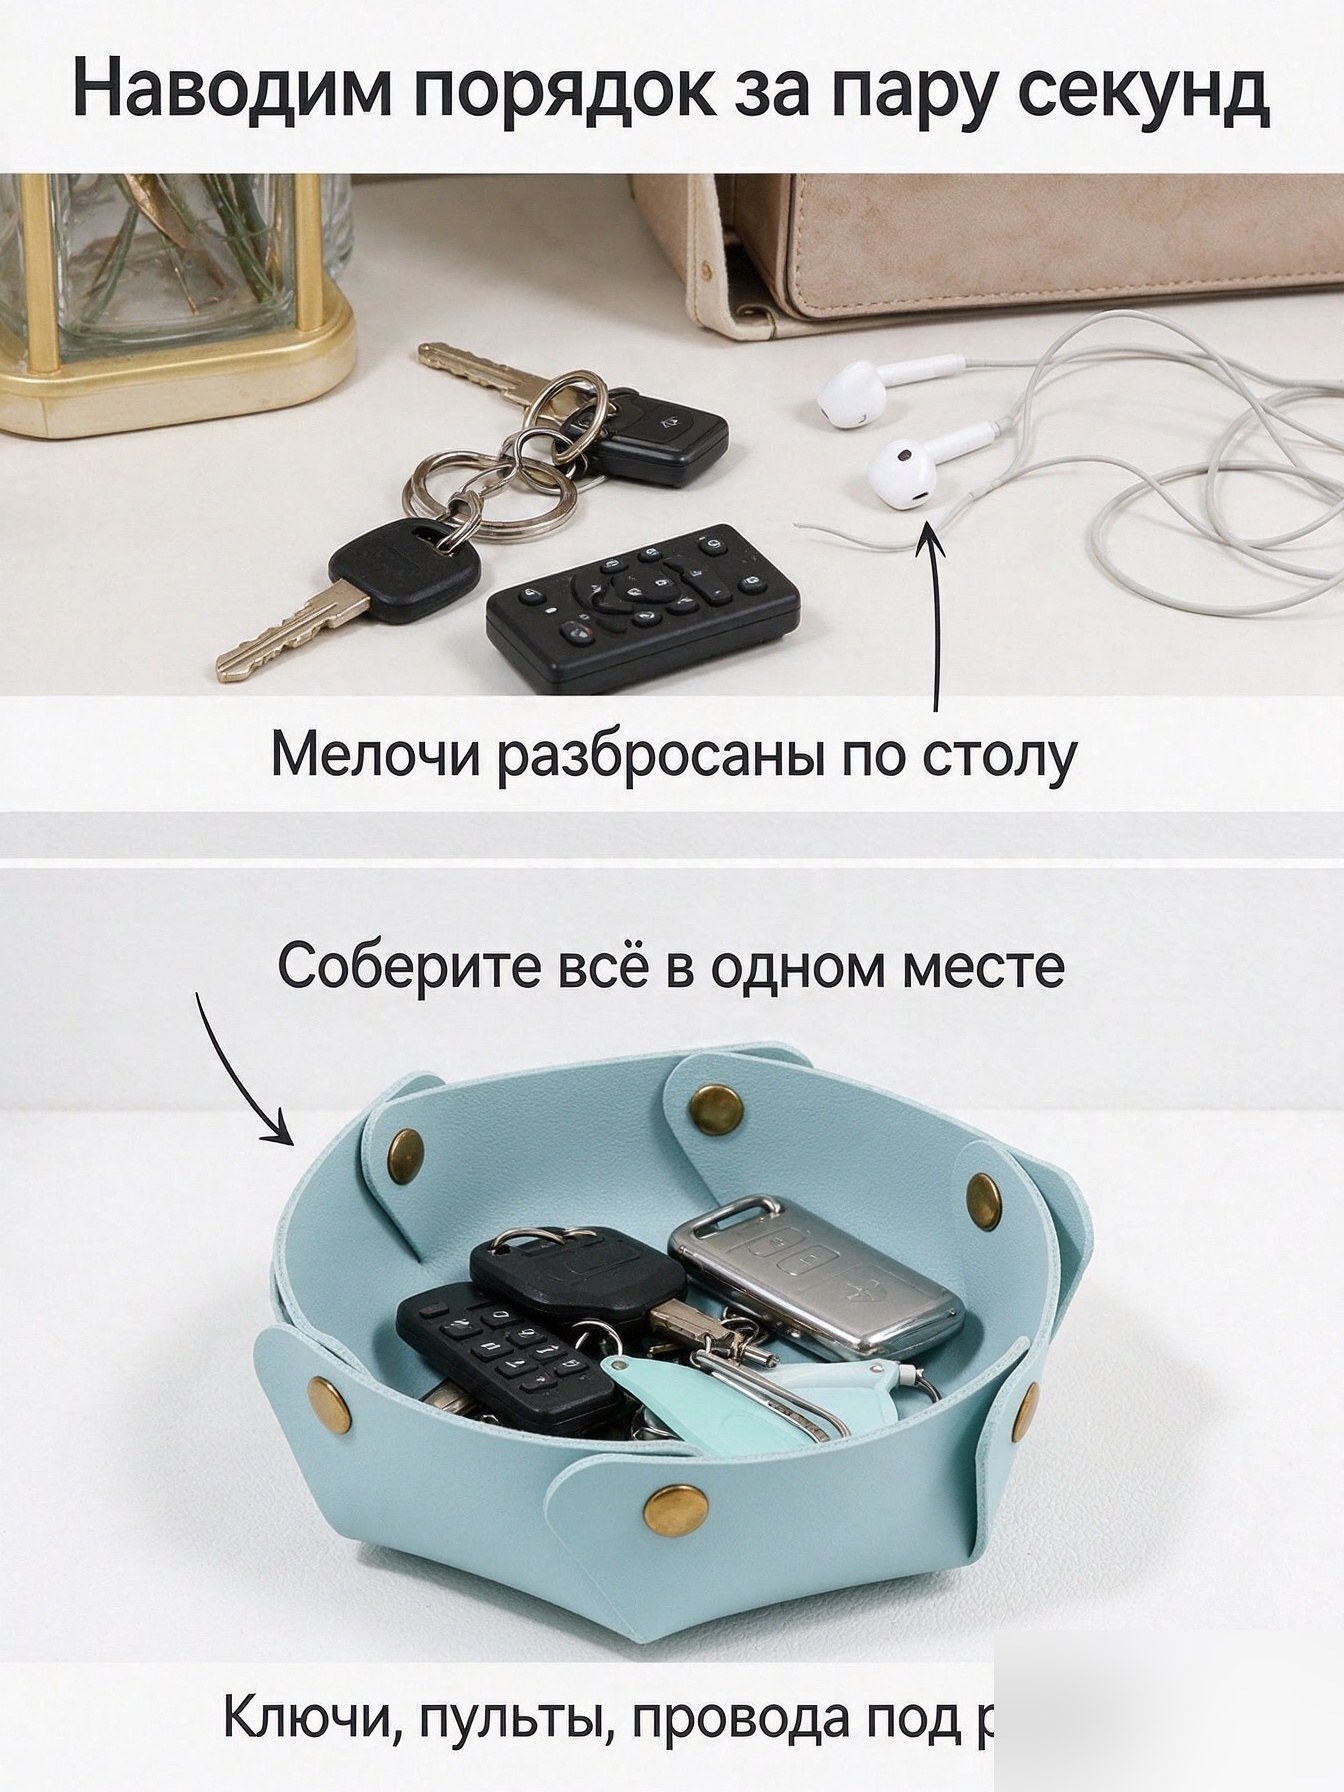 Наводим порядок за пару секунд
Мелочи разбросаны по столу
Соберите всё в одном месте
Ключи, пульты, провода под